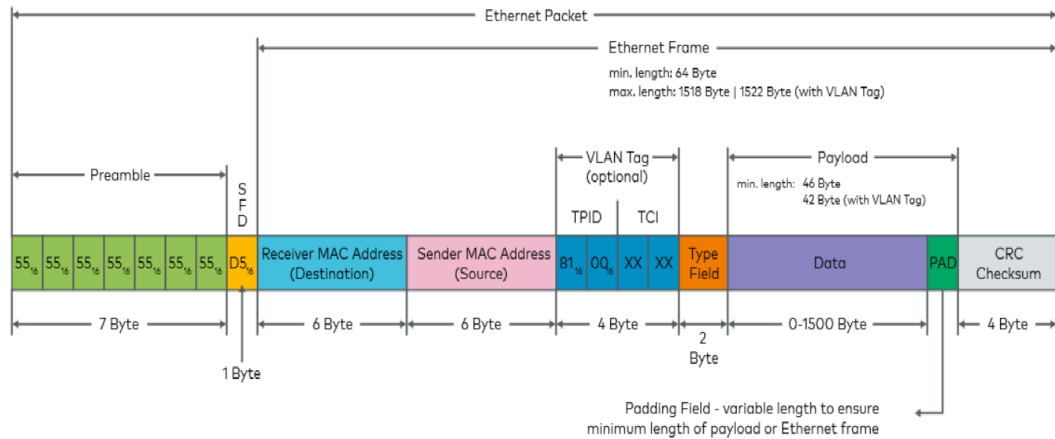 Ethernet Packet
Ethernet Frame
min. length: 64 Byte
max. length: 1518 Byte | 1522 Byte (with VLAN Tag)
Preamble
S
F
D
VLAN Tag
(optional)
TPID
TCI
Payload
min. length: 46 Byte
42 Byte (with VLAN Tag)
55₁₆ 55₁₆ 55₁₆ 55₁₆ 55₁₆ 55₁₆ 55₁₆
D5₁₆
Receiver MAC Address
(Destination)
Sender MAC Address
(Source)
81₁₆ 00₆ XX XX
Type
Field
Data
PAD
CRC
Checksum
7 Byte
1 Byte
6 Byte
6 Byte
4 Byte
2
Byte
0-1500 Byte
4 Byte
Padding Field - variable length to ensure
minimum length of payload or Ethernet frame